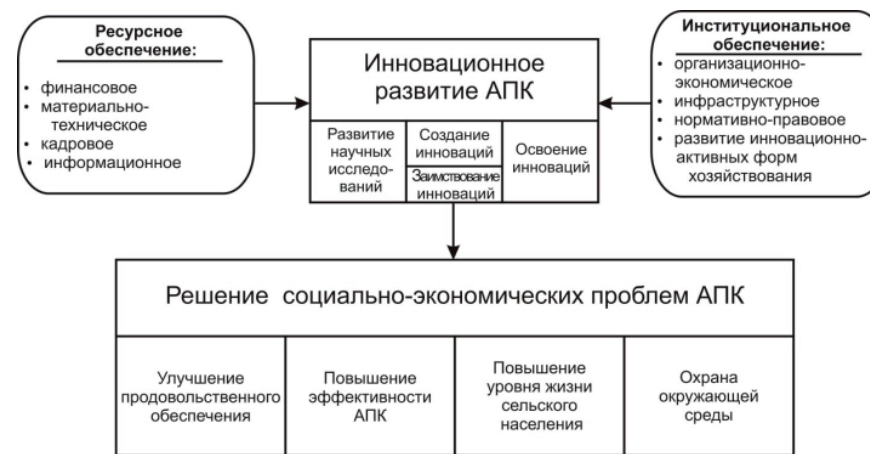 Ресурсное
обеспечение:
• финансовое
• материально-
техническое
• кадровое
• информационное
Инновационное
развитие АПК
Развитие
научных
исследо-
ваний
Создание
инноваций
Заимствование
инноваций
Освоение
инноваций
Институциональное
обеспечение:
• организационно-
экономическое
• инфраструктурное
• нормативно-правовое
• развитие инновационно-
активных форм
хозяйствования
Решение социально-экономических проблем АПК
Улучшение
продовольственного
обеспечения
Повышение
эффективности
АПК
Повышение
уровня жизни
сельского
населения
Охрана
окружающей
среды